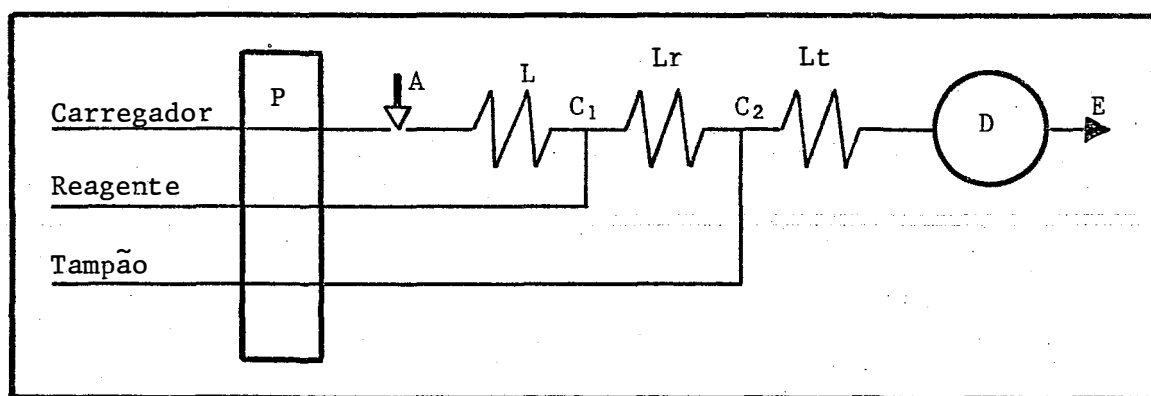 Lr Lt
L
A
P C₁ C₂ E
Carregador D
Reagente
Tampão